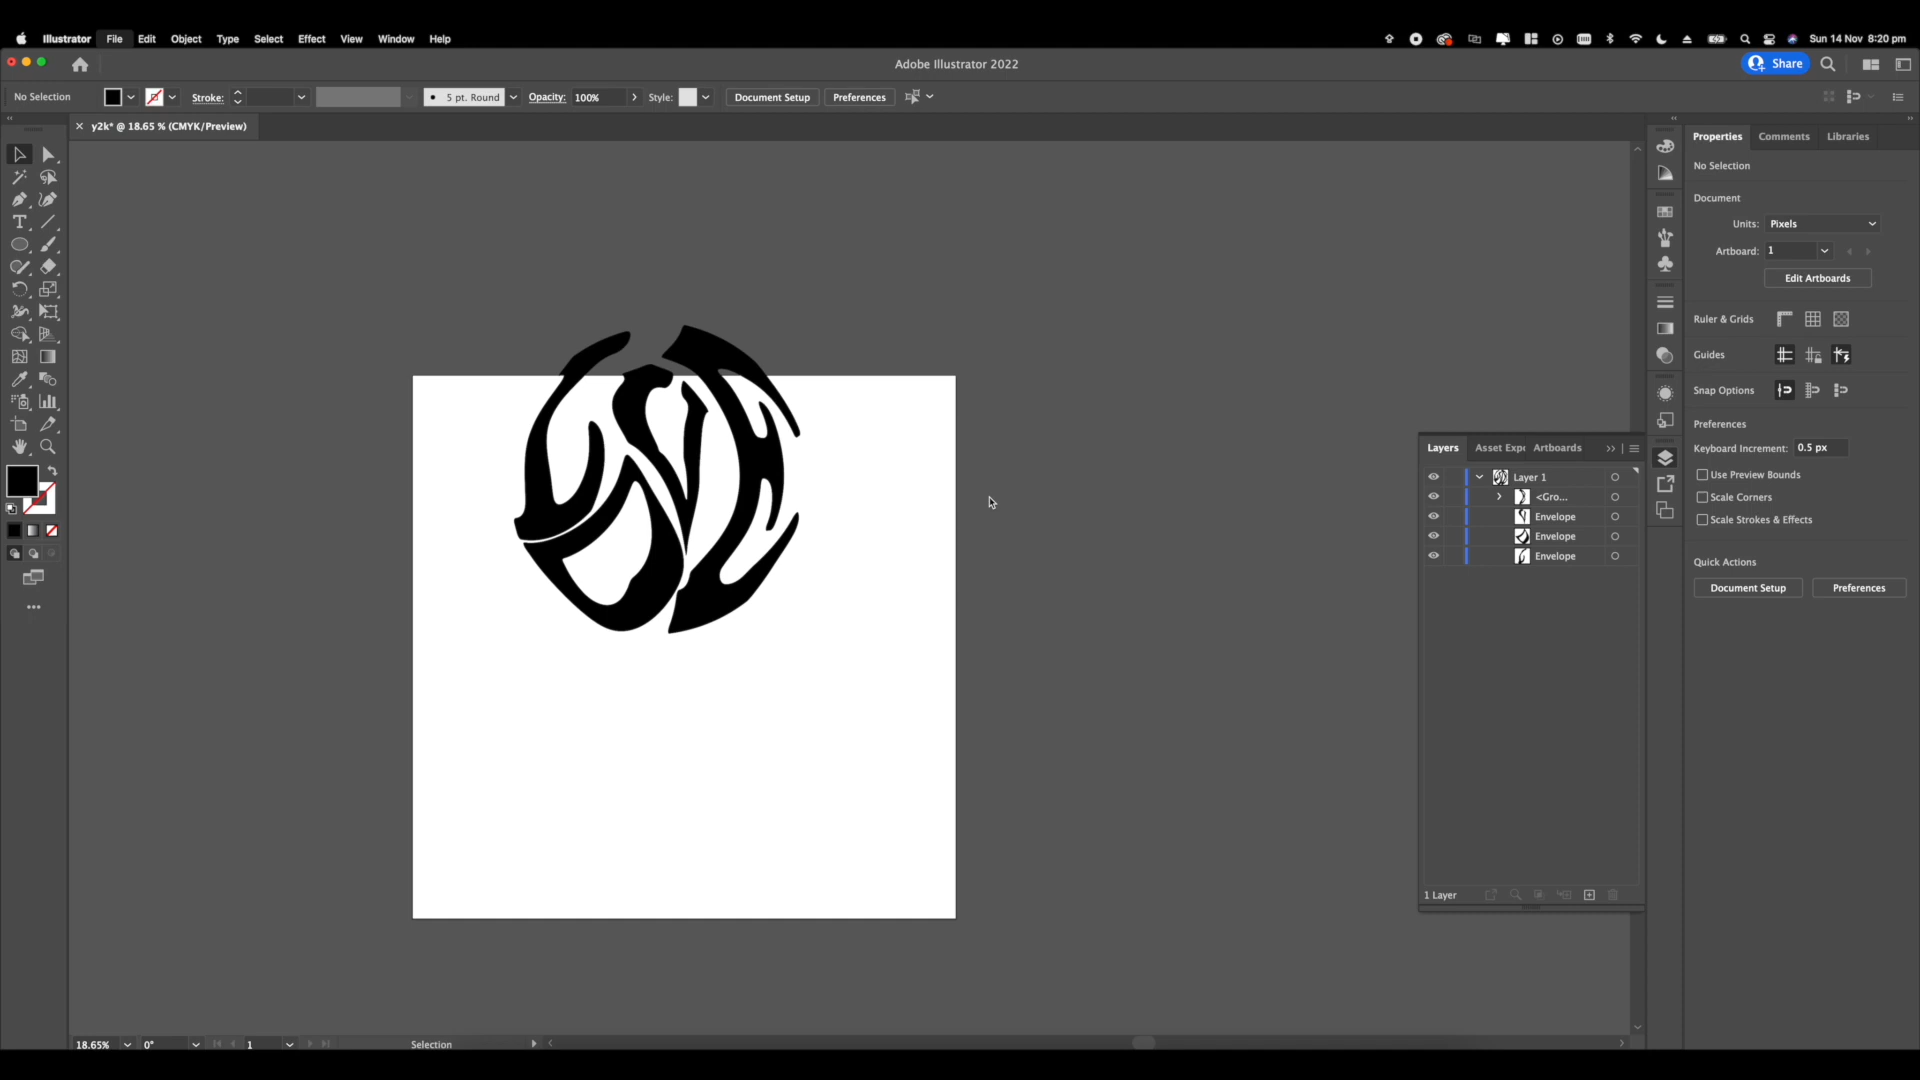 Illustrator File Edit Object Type Select Effect View Window Help Sun 14 Nov 8:20 pm
Adobe Illustrator 2022 Share
No Selection Stroke: 5 pt. Round Opacity: 100% Style: Document Setup Preferences
y2k* @ 18.65 % (CMYK/Preview)
Properties Comments Libraries
No Selection
Document
Units: Pixels
Artboard: 1
Edit Artboards
Ruler & Grids
Guides
Snap Options
Preferences
Keyboard Increment: 0.5 px
Use Preview Bounds
Scale Corners
Scale Strokes & Effects
Quick Actions
Document Setup Preferences
Layers Asset Expo Artboards
Layer 1
<Gro...
Envelope
Envelope
Envelope
1 Layer
18.65% 0° 1 Selection